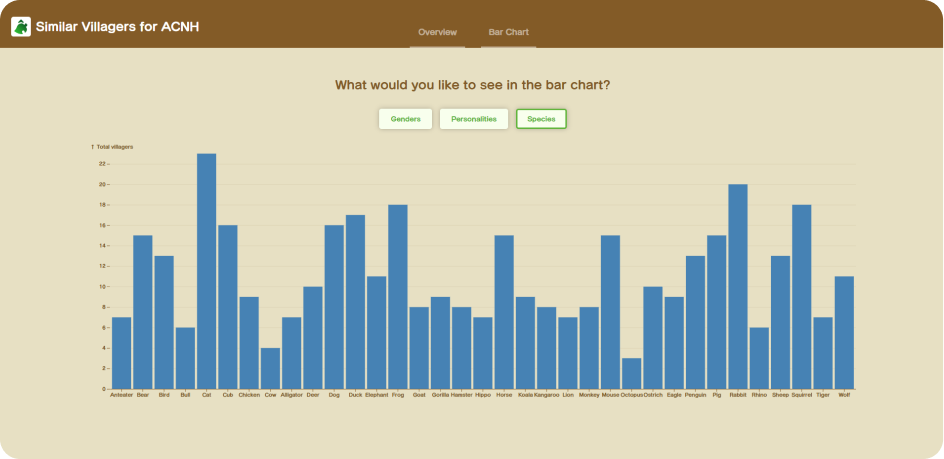 Similar Villagers for ACNH
Overview Bar Chart
What would you like to see in the bar chart?
Genders Personalities Species
↑ Total villagers
22
20
18
16
14
12
10
8
6
4
2
0
Anteater Bear Bird Bull Cat Cub Chicken Cow Alligator Deer Dog Duck Elephant Frog Goat Gorilla Hamster Hippo Horse Koala Kangaroo Lion Monkey Mouse Octopus Ostrich Eagle Penguin Pig Rabbit Rhino Sheep Squirrel Tiger Wolf